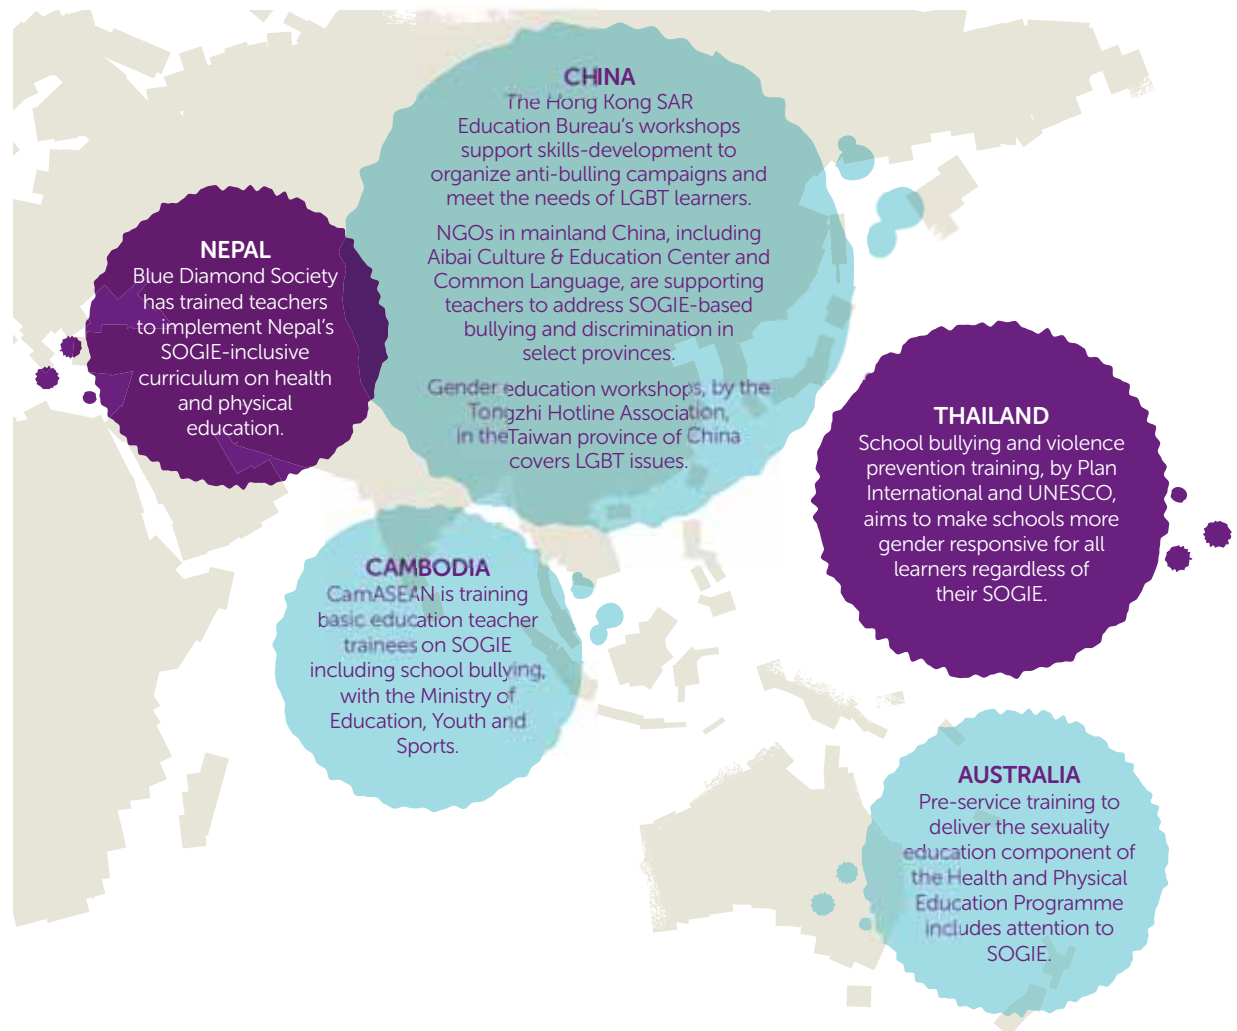 CHINA
The Hong Kong SAR
Education Bureau's workshops
support skills-development to
organize anti-bulling campaigns and
meet the needs of LGBT learners.
NGOs in mainland China, including
Aibai Culture & Education Center and
Common Language, are supporting
teachers to address SOGIE-based
bullying and discrimination in
select provinces.
Gender education workshops, by the
Tongzhi Hotline Association,
in the Taiwan province of China
covers LGBT issues.
NEPAL
Blue Diamond Society
has trained teachers
to implement Nepal's
SOGIE-inclusive
curriculum on health
and physical
education.
THAILAND
School bullying and violence
prevention training, by Plan
International and UNESCO,
aims to make schools more
gender responsive for all
learners regardless of
their SOGIE.
CAMBODIA
CamASEAN is training
basic education teacher
trainees on SOGIE
including school bullying,
with the Ministry of
Education, Youth and
Sports.
AUSTRALIA
Pre-service training to
deliver the sexuality
education component of
the Health and Physical
Education Programme
includes attention to
SOGIE.